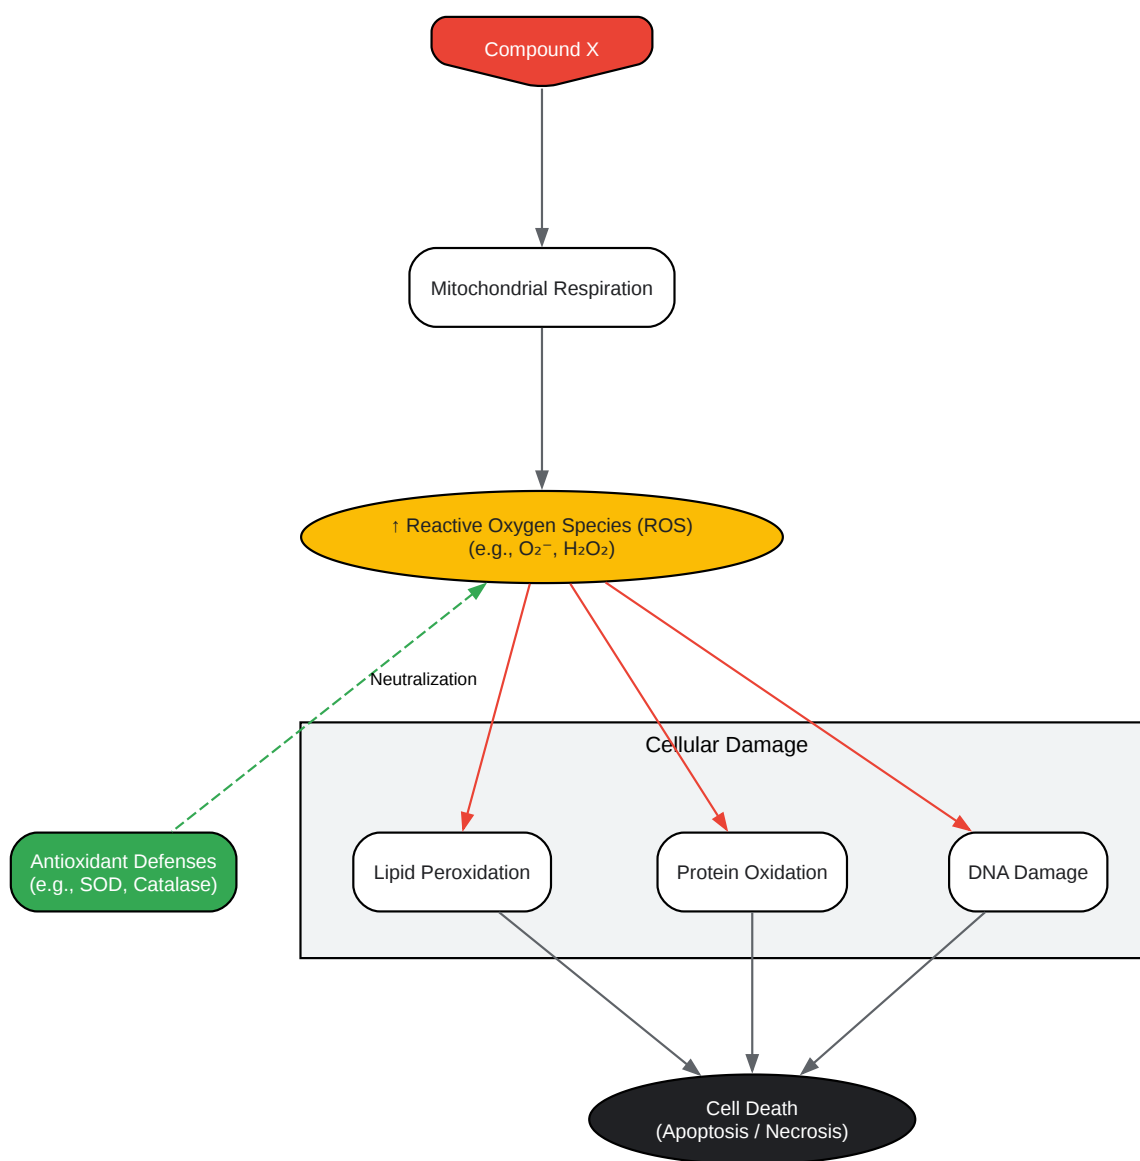 Compound X
Mitochondrial Respiration
↑ Reactive Oxygen Species (ROS)
(e.g., O₂⁻, H₂O₂)
Neutralization
Cellular Damage
Antioxidant Defenses
(e.g., SOD, Catalase)
Lipid Peroxidation
Protein Oxidation
DNA Damage
Cell Death
(Apoptosis / Necrosis)